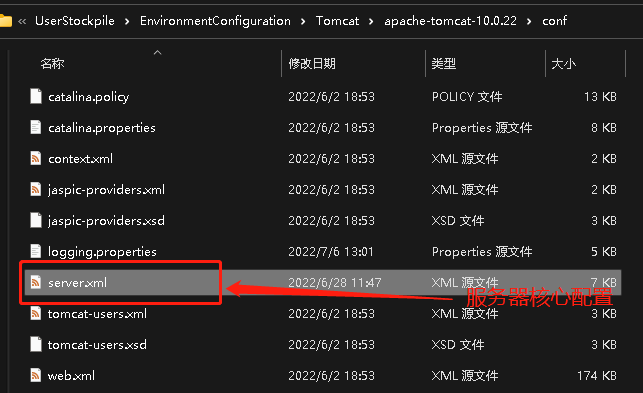 « UserStockpile › EnvironmentConfiguration › Tomcat › apache-tomcat-10.0.22 › conf
名称 修改日期 类型 大小
catalina.policy 2022/6/2 18:53 POLICY 文件 13 KB
catalina.properties 2022/6/2 18:53 Properties 源文件 8 KB
context.xml 2022/6/2 18:53 XML 源文件 2 KB
jaspic-providers.xml 2022/6/2 18:53 XML 源文件 2 KB
jaspic-providers.xsd 2022/6/2 18:53 XSD 文件 3 KB
logging.properties 2022/7/6 13:01 Properties 源文件 5 KB
server.xml 2022/6/28 11:47 XML 源文件 7 KB
服务器核心配置
tomcat-users.xml 2022/6/2 18:53 XML 源文件 3 KB
tomcat-users.xsd 2022/6/2 18:53 XSD 文件 3 KB
web.xml 2022/6/2 18:53 XML 源文件 174 KB